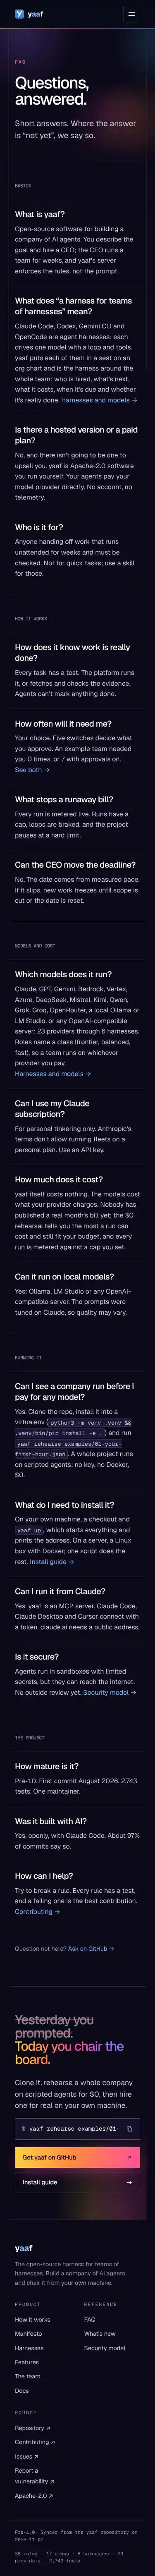 yaaf
FAQ
Questions,
answered.
Short answers. Where the answer
is "not yet", we say so.
BASICS
What is yaaf?
Open-source software for building a
company of AI agents. You describe the
goal and hire a CEO; the CEO runs the
team for weeks, and yaaf's server
enforces the rules, not the prompt.
What does "a harness for teams
of harnesses" mean?
Claude Code, Codex, Gemini CLI and
OpenCode are agent harnesses: each
drives one model with a loop and tools.
yaaf puts each of them in a seat on an
org chart and is the harness around the
whole team: who is hired, what's next,
what it costs, when it's due and whether
it's really done. Harnesses and models →
Is there a hosted version or a paid
plan?
No, and there isn't going to be one to
upsell you. yaaf is Apache-2.0 software
you run yourself. Your agents pay your
model provider directly. No account, no
telemetry.
Who is it for?
Anyone handing off work that runs
unattended for weeks and must be
checked. Not for quick tasks; use a skill
for those.
HOW IT WORKS
How does it know work is really
done?
Every task has a test. The platform runs
it, or fetches and checks the evidence.
Agents can't mark anything done.
How often will it need me?
Your choice. Five switches decide what
you approve. An example team needed
you 0 times, or 7 with approvals on.
See both →
What stops a runaway bill?
Every run is metered live. Runs have a
cap, loops are braked, and the project
pauses at a hard limit.
Can the CEO move the deadline?
No. The date comes from measured pace.
If it slips, new work freezes until scope is
cut or the date is reset.
MODELS AND COST
Which models does it run?
Claude, GPT, Gemini, Bedrock, Vertex,
Azure, DeepSeek, Mistral, Kimi, Qwen,
Grok, Groq, OpenRouter, a local Ollama or
LM Studio, or any OpenAI-compatible
server: 23 providers through 6 harnesses.
Roles name a class (frontier, balanced,
fast), so a team runs on whichever
provider you pay.
Harnesses and models →
Can I use my Claude
subscription?
For personal tinkering only. Anthropic's
terms don't allow running fleets on a
personal plan. Use an API key.
How much does it cost?
yaaf itself costs nothing. The models cost
what your provider charges. Nobody has
published a team-month's bill yet; the $0
rehearsal tells you the most a run can
cost and still fit your budget, and every
run is metered against a cap you set.
Can it run on local models?
Yes: Ollama, LM Studio or any OpenAI-
compatible server. The prompts were
tuned on Claude, so quality may vary.
RUNNING IT
Can I see a company run before I
pay for any model?
Yes. Clone the repo, install it into a
virtualenv (python3 -m venv .venv &&
.venv/bin/pip install -e .) and run
yaaf rehearse examples/01-your-
first-hour.json. A whole project runs
on scripted agents: no key, no Docker,
$0.
What do I need to install it?
On your own machine, a checkout and
yaaf up, which starts everything and
prints the address. On a server, a Linux
box with Docker; one script does the
rest. Install guide →
Can I run it from Claude?
Yes. yaaf is an MCP server. Claude Code,
Claude Desktop and Cursor connect with
a token. claude.ai needs a public address.
Is it secure?
Agents run in sandboxes with limited
secrets, but they can reach the internet.
No outside review yet. Security model →
THE PROJECT
How mature is it?
Pre-1.0. First commit August 2026. 2,743
tests. One maintainer.
Was it built with AI?
Yes, openly, with Claude Code. About 97%
of commits say so.
How can I help?
Try to break a rule. Every rule has a test,
and a failing one is the best contribution.
Contributing →
Question not here? Ask on GitHub →
Yesterday you
prompted.
Today you chair the
board.
Clone it, rehearse a whole company
on scripted agents for $0, then hire
one for real on your own machine.
$ yaaf rehearse examples/01-
Get yaaf on GitHub ↗
Install guide →
yaaf
The open-source harness for teams of
harnesses. Build a company of AI agents
and chair it from your own machine.
PRODUCT
How it works
Manifesto
Harnesses
Features
The team
Docs
REFERENCE
FAQ
What's new
Security model
SOURCE
Repository ↗
Contributing ↗
Issues ↗
Report a
vulnerability ↗
Apache-2.0 ↗
Pre-1.0. Synced from the yaaf repository on
2025-11-07.
38 roles · 17 crews · 6 harnesses · 23
providers · 2,743 tests